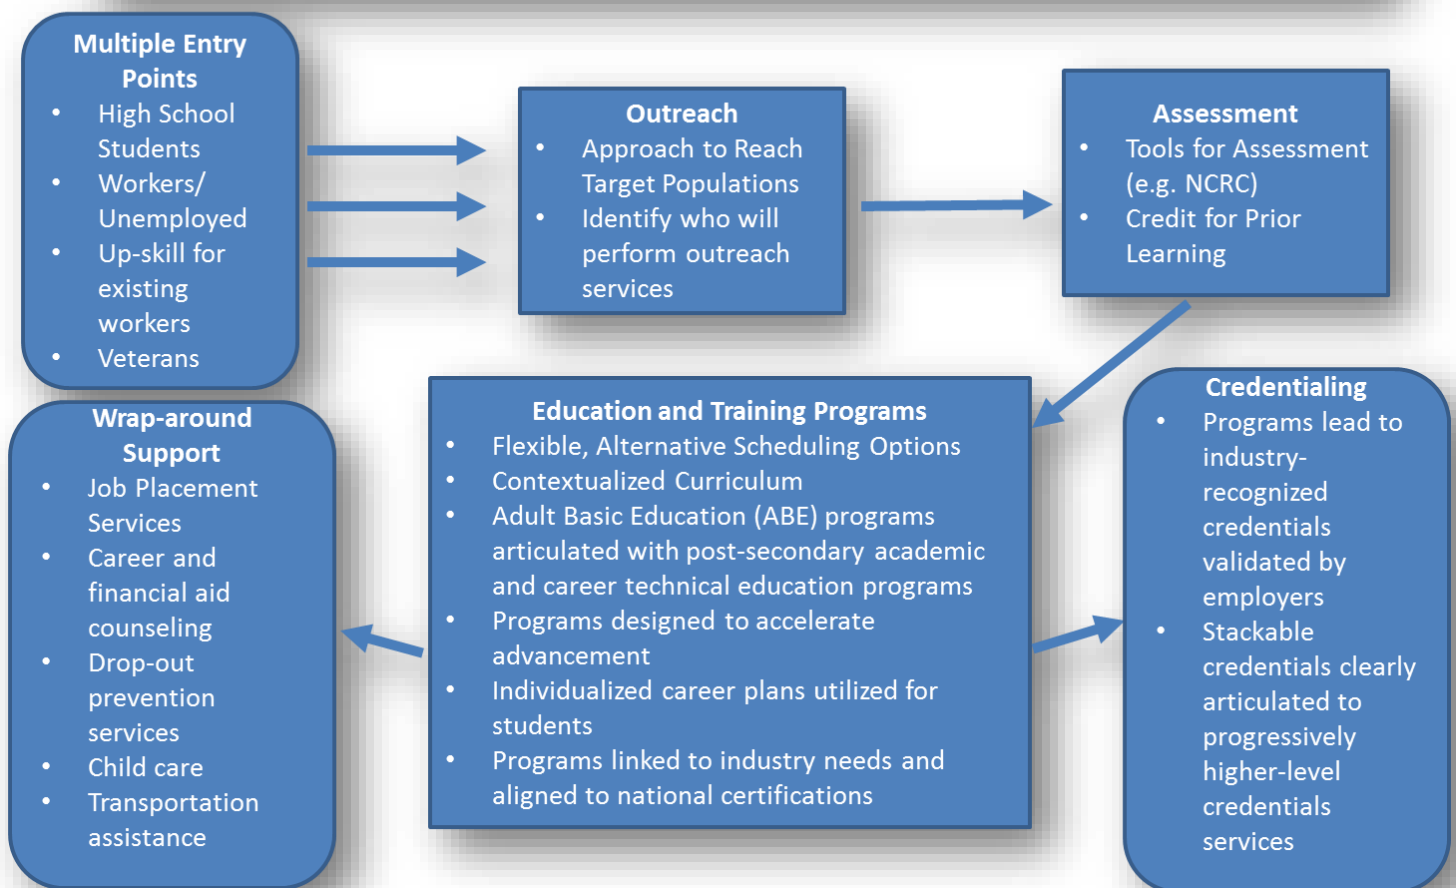 Multiple Entry
Points
• High School
Students
• Workers/
Unemployed
• Up-skill for
existing
workers
• Veterans
Outreach
• Approach to Reach
Target Populations
• Identify who will
perform outreach
services
Assessment
• Tools for Assessment
(e.g. NCRC)
• Credit for Prior
Learning
Wrap-around
Support
• Job Placement
Services
• Career and
financial aid
counseling
• Drop-out
prevention
services
• Child care
• Transportation
assistance
Education and Training Programs
• Flexible, Alternative Scheduling Options
• Contextualized Curriculum
• Adult Basic Education (ABE) programs
articulated with post-secondary academic
and career technical education programs
• Programs designed to accelerate
advancement
• Individualized career plans utilized for
students
• Programs linked to industry needs and
aligned to national certifications
Credentialing
• Programs lead to
industry-
recognized
credentials
validated by
employers
• Stackable
credentials clearly
articulated to
progressively
higher-level
credentials
services